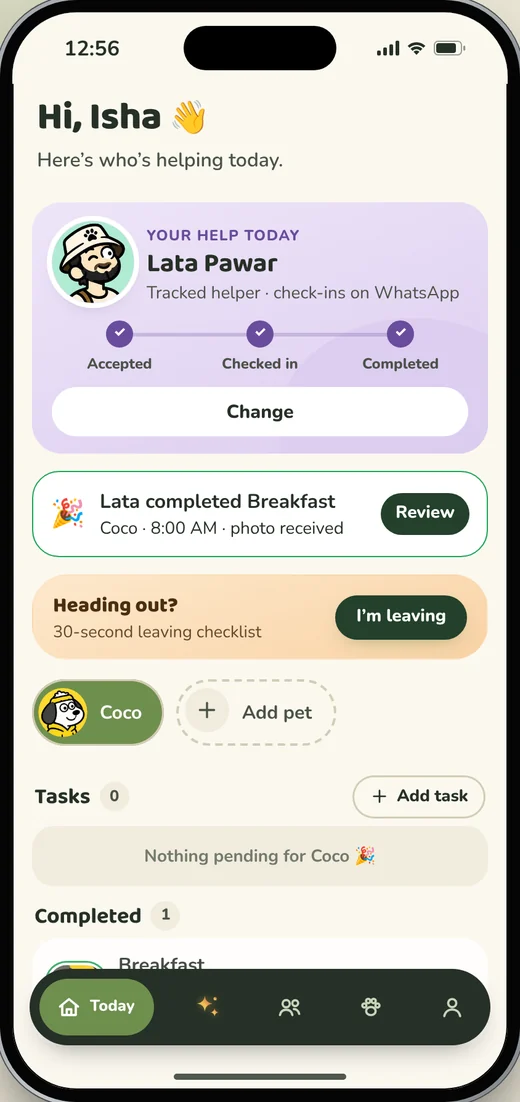 12:56
Hi, Isha 👋
Here’s who’s helping today.
YOUR HELP TODAY
Lata Pawar
Tracked helper · check-ins on WhatsApp
Accepted
Checked in
Completed
Change
Lata completed Breakfast
Coco · 8:00 AM · photo received
Review
Heading out?
30-second leaving checklist
I’m leaving
Coco
Add pet
Tasks 0
Add task
Nothing pending for Coco 🎉
Completed 1
Breakfast
Today